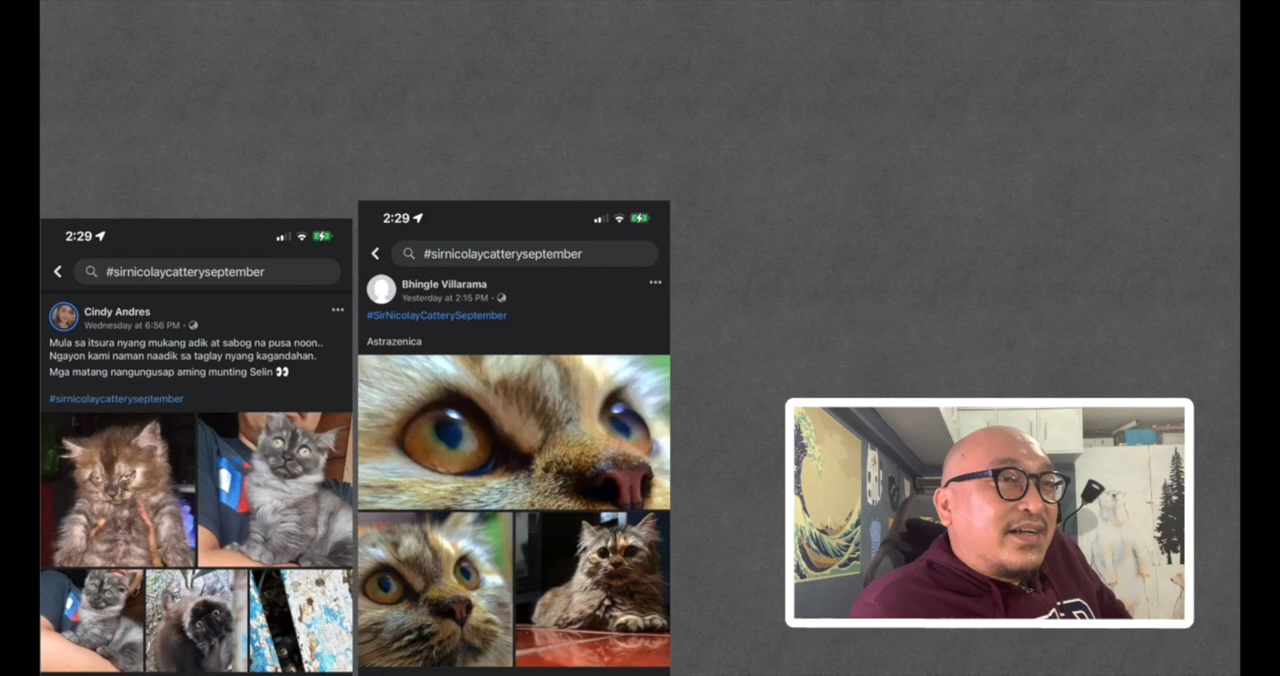 2:29
#sirnicolaycatteryseptember
Cindy Andres
Wednesday at 6:56 PM ·
Mula sa itsura nyang mukang adik at sabog na pusa noon..
Ngayon kami naman naadik sa taglay nyang kagandahan.
Mga matang nangungusap aming munting Selin 👀
#sirnicolaycatteryseptember
2:29
#sirnicolaycatteryseptember
Bhingle Villarama
Yesterday at 2:15 PM ·
#SirNicolayCatterySeptember
Astrazenica